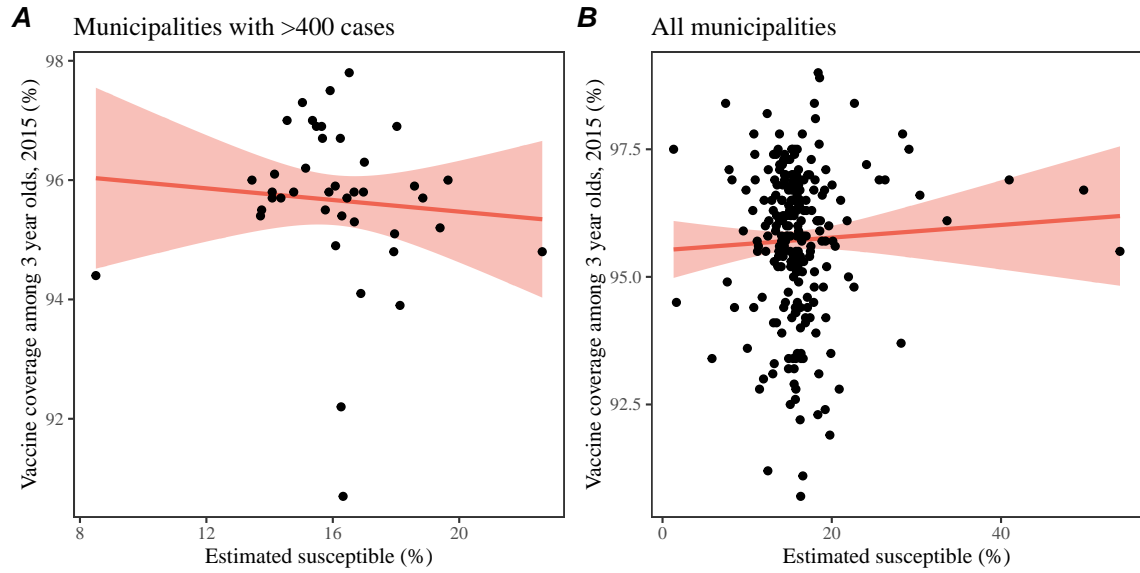 A
Municipalities with >400 cases
Vaccine coverage among 3 year olds, 2015 (%)
98
96
94
92
8
12
16
20
Estimated susceptible (%)
B
All municipalities
Vaccine coverage among 3 year olds, 2015 (%)
97.5
95.0
92.5
0
20
40
Estimated susceptible (%)